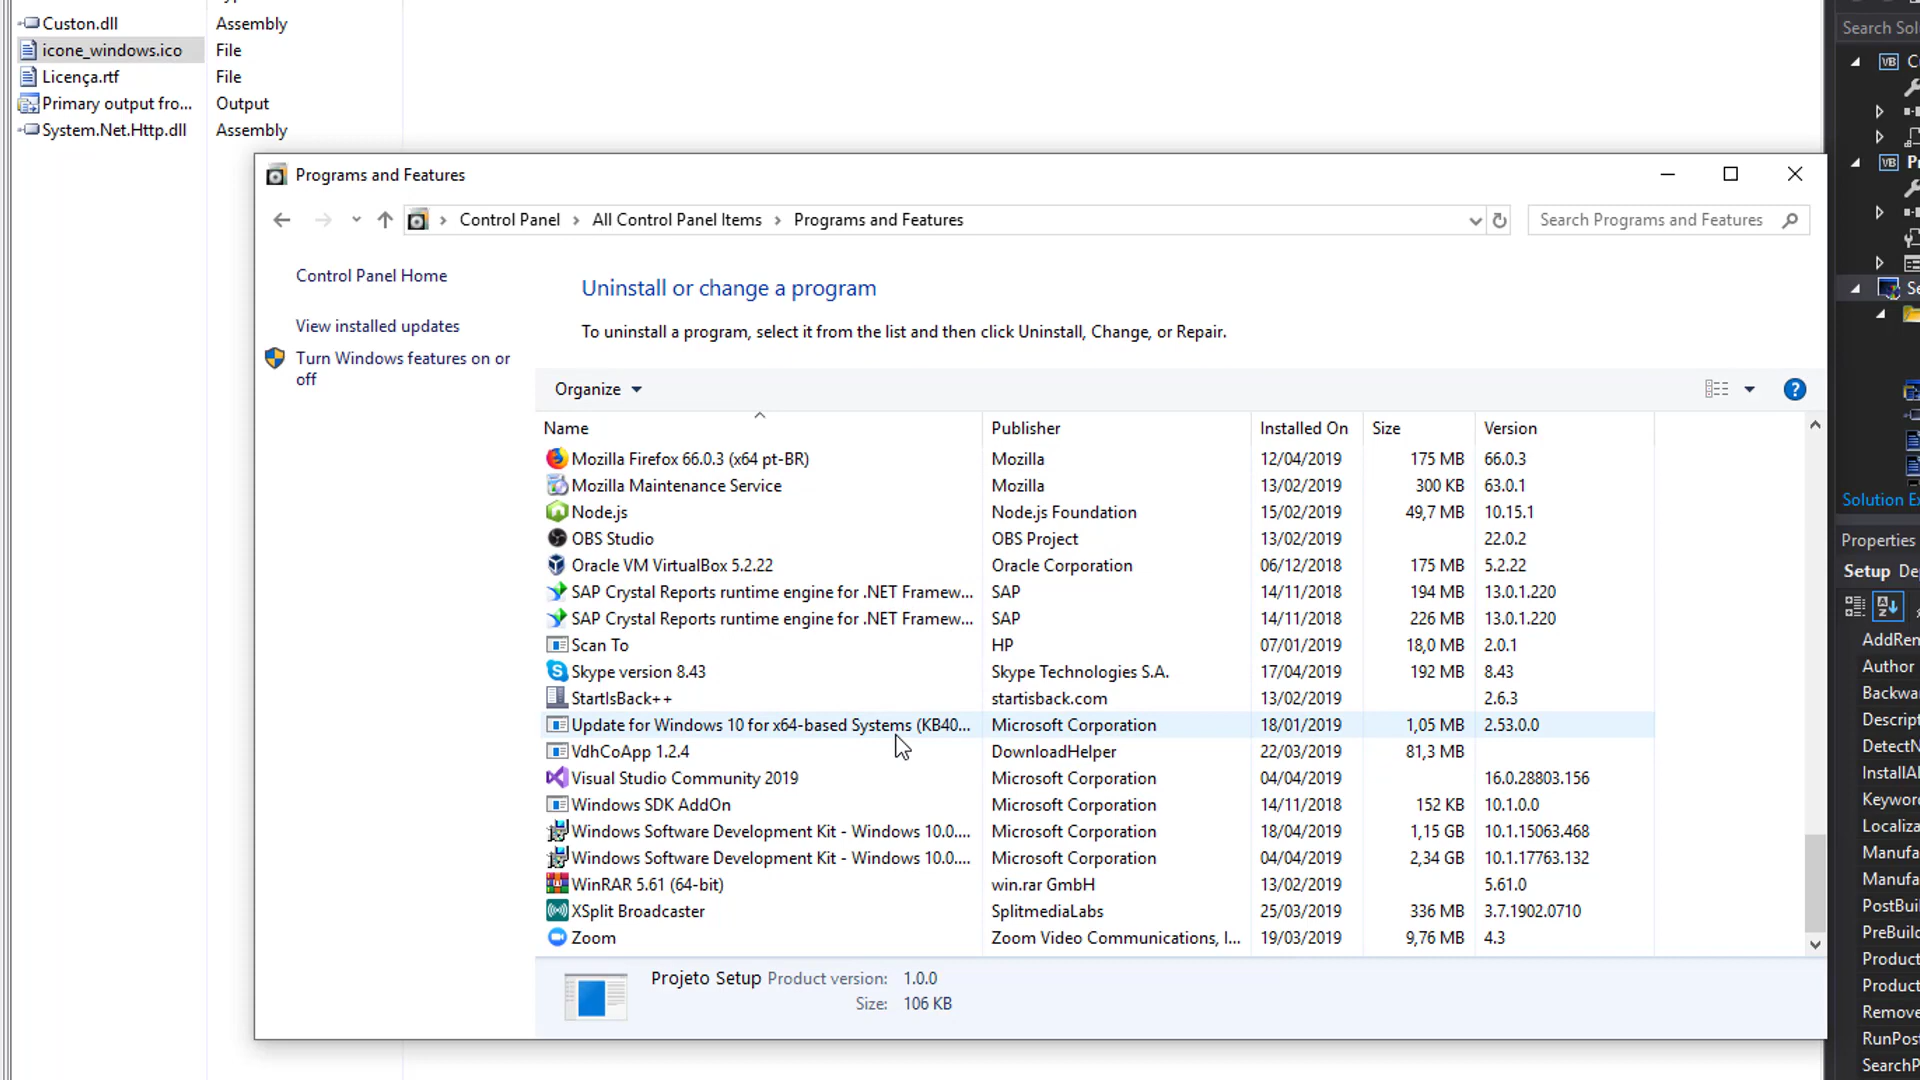 Custon.dll Assembly
icone_windows.ico File
Licença.rtf File
Primary output fro... Output
System.Net.Http.dll Assembly
Programs and Features
Control Panel > All Control Panel Items > Programs and Features
Search Programs and Features
Control Panel Home
View installed updates
Turn Windows features on or
off
Uninstall or change a program
To uninstall a program, select it from the list and then click Uninstall, Change, or Repair.
Organize
Name Publisher Installed On Size Version
Mozilla Firefox 66.0.3 (x64 pt-BR) Mozilla 12/04/2019 175 MB 66.0.3
Mozilla Maintenance Service Mozilla 13/02/2019 300 KB 63.0.1
Node.js Node.js Foundation 15/02/2019 49,7 MB 10.15.1
OBS Studio OBS Project 13/02/2019 22.0.2
Oracle VM VirtualBox 5.2.22 Oracle Corporation 06/12/2018 175 MB 5.2.22
SAP Crystal Reports runtime engine for .NET Framew... SAP 14/11/2018 194 MB 13.0.1.220
SAP Crystal Reports runtime engine for .NET Framew... SAP 14/11/2018 226 MB 13.0.1.220
Scan To HP 07/01/2019 18,0 MB 2.0.1
Skype version 8.43 Skype Technologies S.A. 17/04/2019 192 MB 8.43
StartIsBack++ startisback.com 13/02/2019 2.6.3
Update for Windows 10 for x64-based Systems (KB40... Microsoft Corporation 18/01/2019 1,05 MB 2.53.0.0
VdhCoApp 1.2.4 DownloadHelper 22/03/2019 81,3 MB
Visual Studio Community 2019 Microsoft Corporation 04/04/2019 16.0.28803.156
Windows SDK AddOn Microsoft Corporation 14/11/2018 152 KB 10.1.0.0
Windows Software Development Kit - Windows 10.0.... Microsoft Corporation 18/04/2019 1,15 GB 10.1.15063.468
Windows Software Development Kit - Windows 10.0.... Microsoft Corporation 04/04/2019 2,34 GB 10.1.17763.132
WinRAR 5.61 (64-bit) win.rar GmbH 13/02/2019 5.61.0
XSplit Broadcaster SplitmediaLabs 25/03/2019 336 MB 3.7.1902.0710
Zoom Zoom Video Communications, I... 19/03/2019 9,76 MB 4.3
Projeto Setup Product version: 1.0.0
Size: 106 KB
Search Sol
VB C
VB P
Se
Solution Ex
Properties
Setup De
AddRem
Author
Backwa
Descript
DetectN
InstallAl
Keyword
Localiza
Manufa
Manufa
PostBuil
PreBuild
Product
Product
Remove
RunPost
SearchP